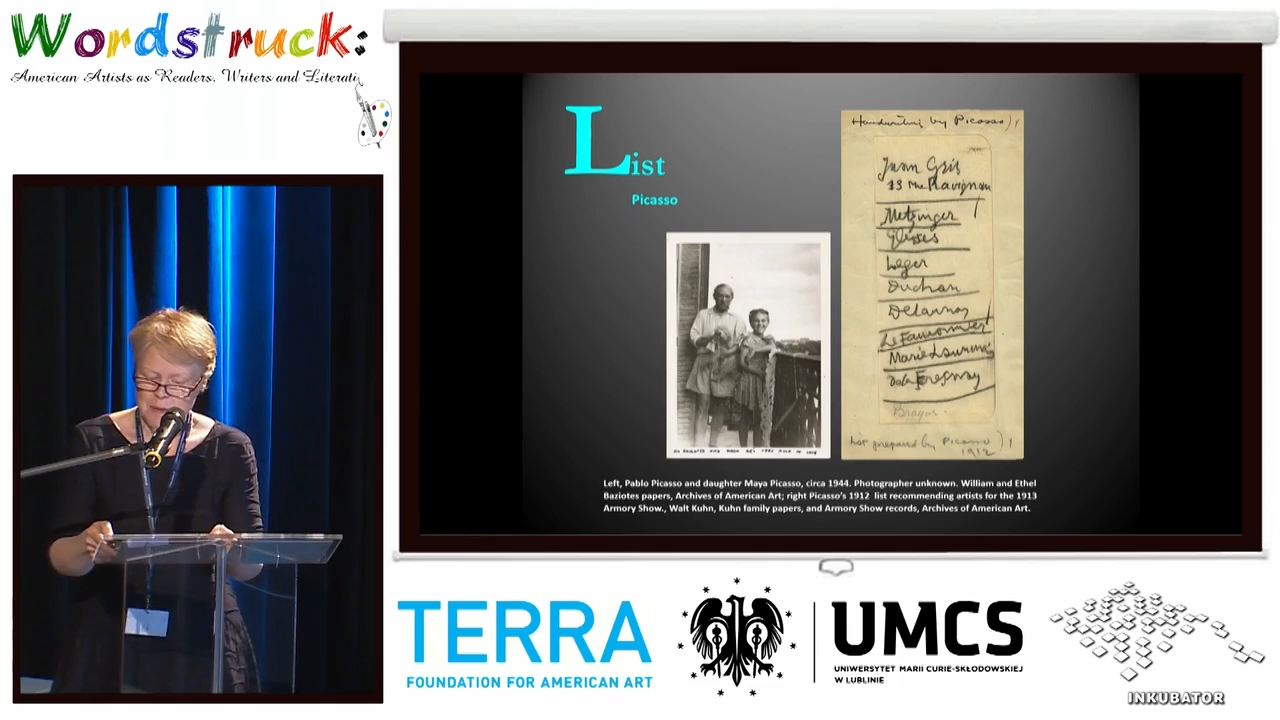 Wordstruck:
American Artists as Readers, Writers and Literati
List
Picasso
Handwriting by Picasso)
Juan Gris
13 rue Ravignan
Metzinger
Gleises
Leger
Duchan
Delaunay
Le Fauconnier
Marie Laurencin
de la Fresnay
Braque
List prepared by Picasso)
1912
Left, Pablo Picasso and daughter Maya Picasso, circa 1944. Photographer unknown. William and Ethel
Baziotes papers, Archives of American Art; right Picasso's 1912 list recommending artists for the 1913
Armory Show., Walt Kuhn, Kuhn family papers, and Armory Show records, Archives of American Art.
TERRA
FOUNDATION FOR AMERICAN ART
UMCS
UNIWERSYTET MARII CURIE-SKŁODOWSKIEJ
W LUBLINIE
INKUBATOR